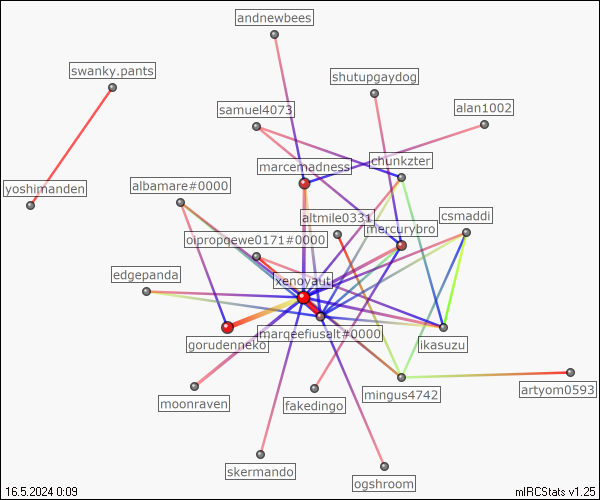 andnewbees
swanky.pants
shutupgaydog
samuel4073
alan1002
marcemadness
chunkzter
yoshimanden
albamare#0000
altmile0331
csmaddi
mercurybro
oipropqewe0171#0000
edgepanda
xenoyaut
marqeefiusalt#0000
gorudenneko
ikasuzu
moonraven
fakedingo
mingus4742
artyom0593
skermando
ogshroom
16.5.2024 0:09
mIRCStats v1.25